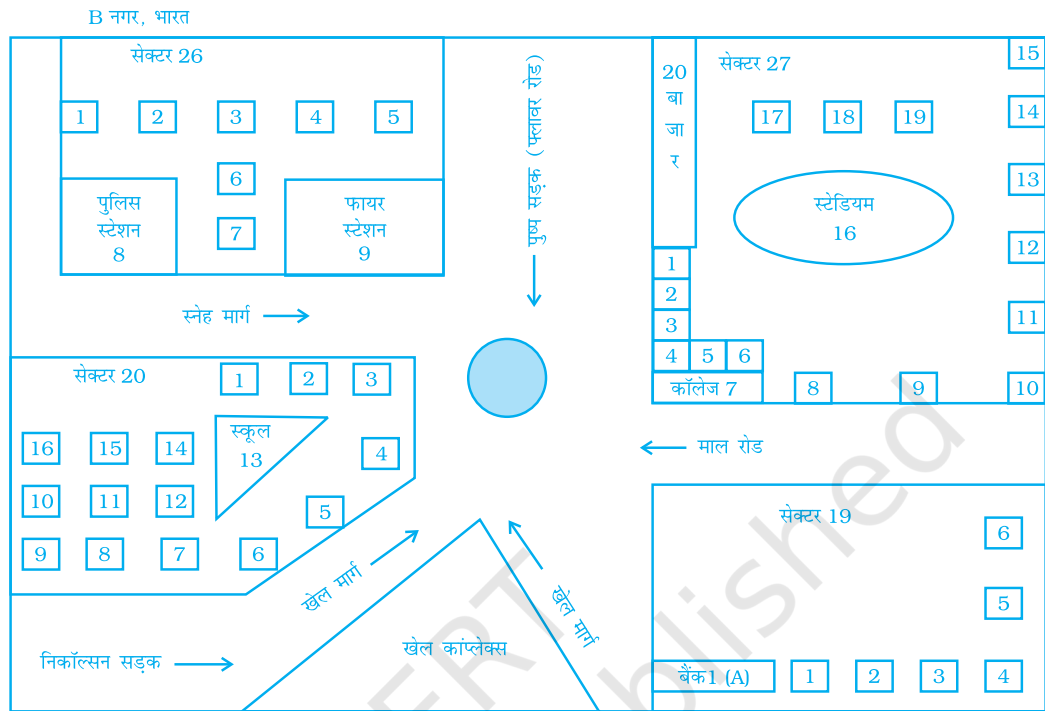 B नगर, भारत
सेक्टर 26
1 2 3 4 5
6
7
पुलिस
स्टेशन
8
फायर
स्टेशन
9
पुष्प सड़क (फ्लावर रोड)
20
बा
जा
र
सेक्टर 27
15
14
13
12
11
10
17 18 19
स्टेडियम
16
1
2
3
4 5 6
कॉलेज 7
8
9
स्नेह मार्ग
सेक्टर 20
1 2 3
स्कूल
13
4
5
16 15 14
10 11 12
9 8 7 6
माल रोड
खेल मार्ग
खेल मार्ग
निकॉल्सन सड़क
खेल कांप्लेक्स
सेक्टर 19
6
5
बैंक1 (A) 1 2 3 4